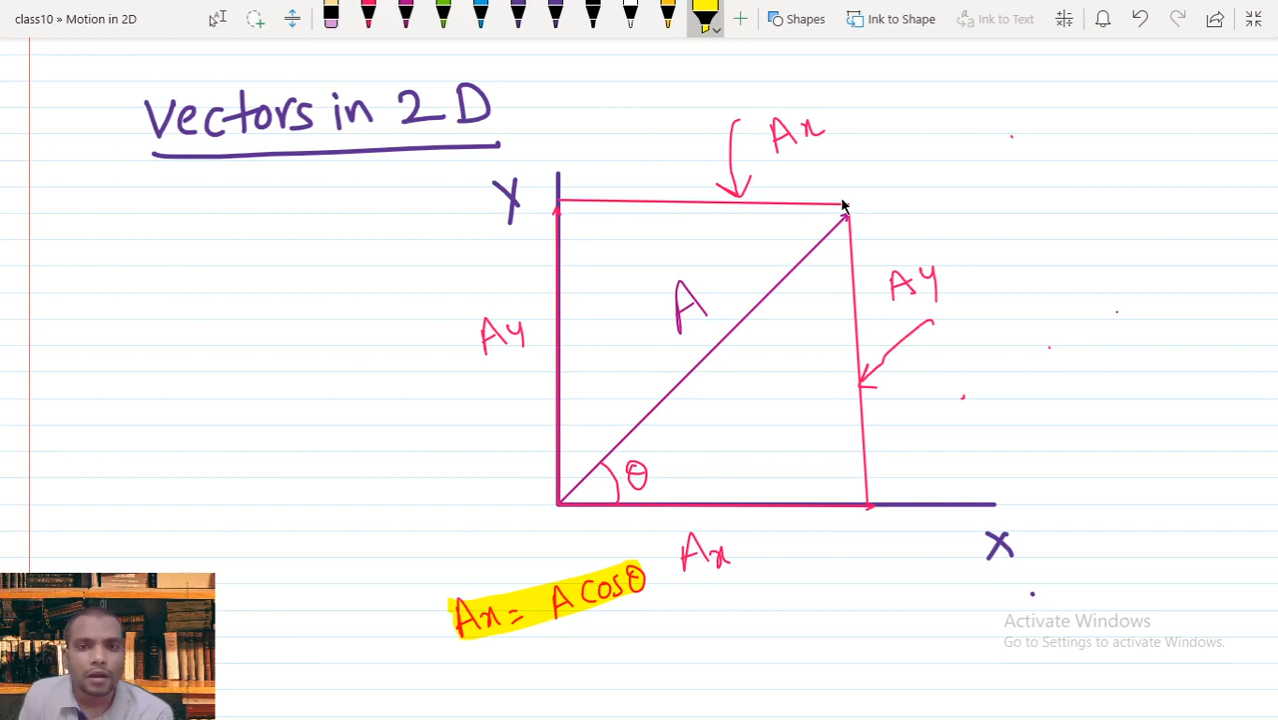 class10 » Motion in 2D
Shapes
Ink to Shape
Ink to Text
Vectors in 2D
Ax
Y
Ay
A
Ay
θ
Ax
X
Ax = A cosθ
Activate Windows
Go to Settings to activate Windows.